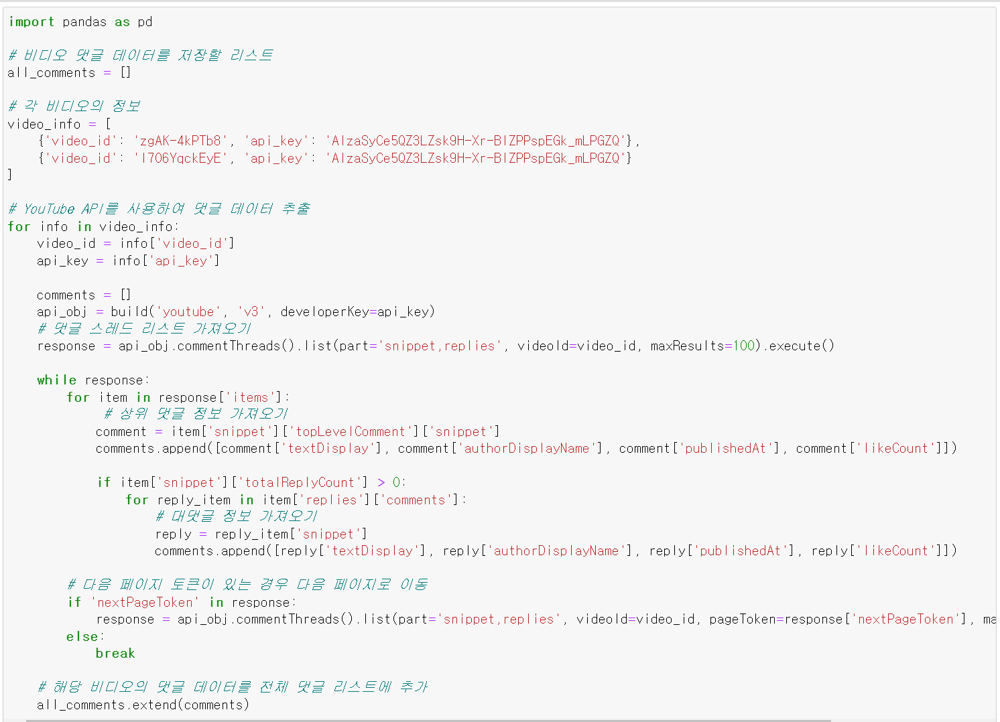 import pandas as pd
# 비디오 댓글 데이터를 저장할 리스트
all_comments = []
# 각 비디오의 정보
video_info = [
{'video_id': 'zgAK-4kPTb8', 'api_key': 'AIzaSyCe5QZ3LZsk9H-Xr-BIZPPspEGk_mLPGZQ'},
{'video_id': 'I706YqckEyE', 'api_key': 'AIzaSyCe5QZ3LZsk9H-Xr-BIZPPspEGk_mLPGZQ'}
]
# YouTube API를 사용하여 댓글 데이터 추출
for info in video_info:
video_id = info['video_id']
api_key = info['api_key']
comments = []
api_obj = build('youtube', 'v3', developerKey=api_key)
# 댓글 스레드 리스트 가져오기
response = api_obj.commentThreads().list(part='snippet,replies', videoId=video_id, maxResults=100).execute()
while response:
for item in response['items']:
# 상위 댓글 정보 가져오기
comment = item['snippet']['topLevelComment']['snippet']
comments.append([comment['textDisplay'], comment['authorDisplayName'], comment['publishedAt'], comment['likeCount']])
if item['snippet']['totalReplyCount'] > 0:
for reply_item in item['replies']['comments']:
# 대댓글 정보 가져오기
reply = reply_item['snippet']
comments.append([reply['textDisplay'], reply['authorDisplayName'], reply['publishedAt'], reply['likeCount']])
# 다음 페이지 토큰이 있는 경우 다음 페이지로 이동
if 'nextPageToken' in response:
response = api_obj.commentThreads().list(part='snippet,replies', videoId=video_id, pageToken=response['nextPageToken'], ma
else:
break
# 해당 비디오의 댓글 데이터를 전체 댓글 리스트에 추가
all_comments.extend(comments)